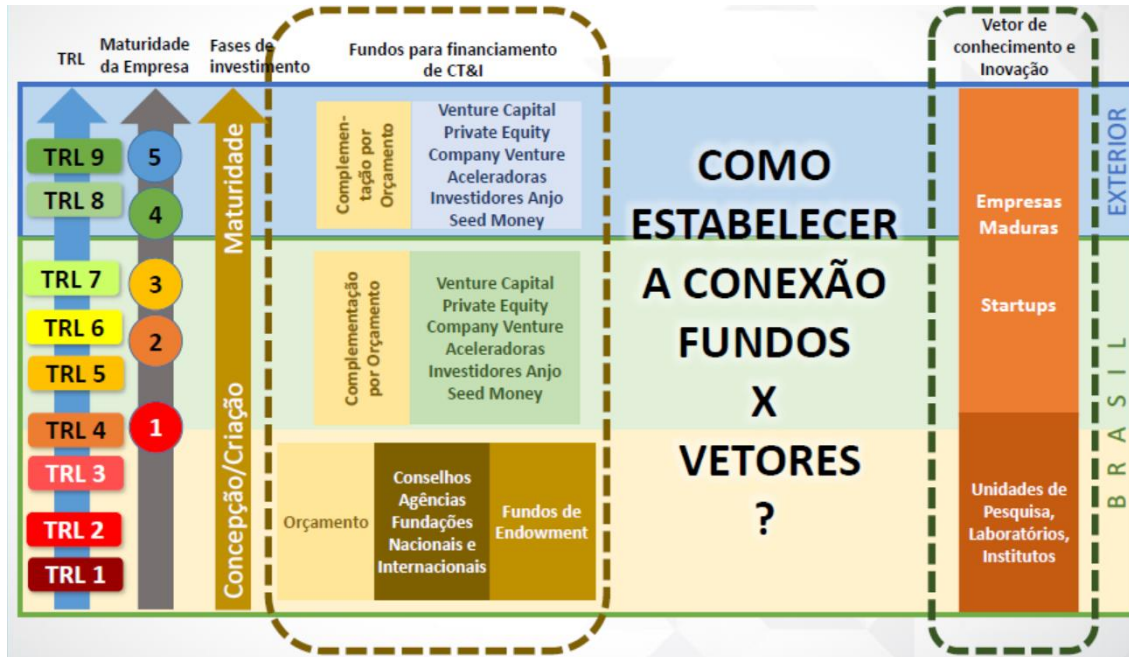 TRL
Maturidade
da Empresa
Fases de
investimento
Fundos para financiamento
de CT&I
Vetor de
conhecimento e
Inovação
TRL 9
TRL 8
TRL 7
TRL 6
TRL 5
TRL 4
TRL 3
TRL 2
TRL 1
5
4
3
2
1
Maturidade
Concepção/Criação
Complemen-
tação por
Orçamento
Venture Capital
Private Equity
Company Venture
Aceleradoras
Investidores Anjo
Seed Money
Complementação
por Orçamento
Venture Capital
Private Equity
Company Venture
Aceleradoras
Investidores Anjo
Seed Money
Orçamento
Conselhos
Agências
Fundações
Nacionais e
Internacionais
Fundos de
Endowment
COMO
ESTABELECER
A CONEXÃO
FUNDOS
X
VETORES
?
Empresas
Maduras
Startups
Unidades de
Pesquisa,
Laboratórios,
Institutos
EXTERIOR
BRASIL